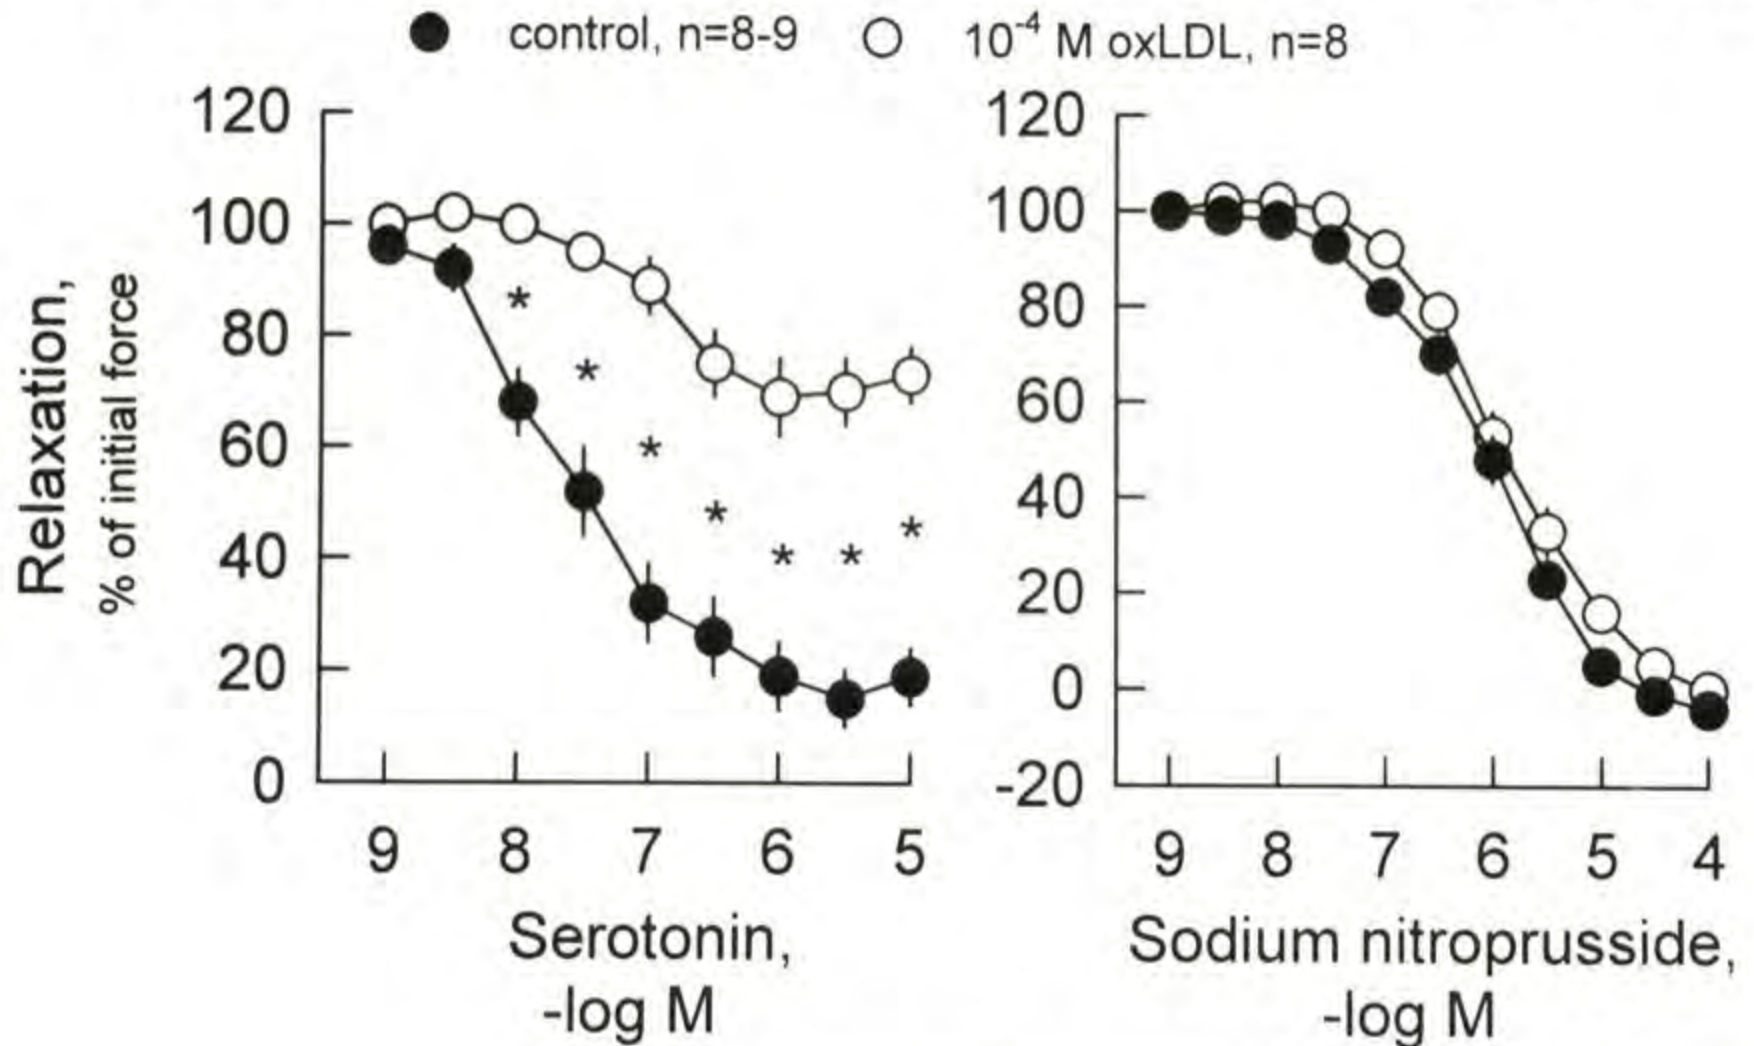 control, n=8-9
10⁻⁴ M oxLDL, n=8
Relaxation,
% of initial force
120
100
80
60
40
20
0
*
*
*
*
*
*
*
9 8 7 6 5
Serotonin,
-log M
120
100
80
60
40
20
0
-20
9 8 7 6 5 4
Sodium nitroprusside,
-log M